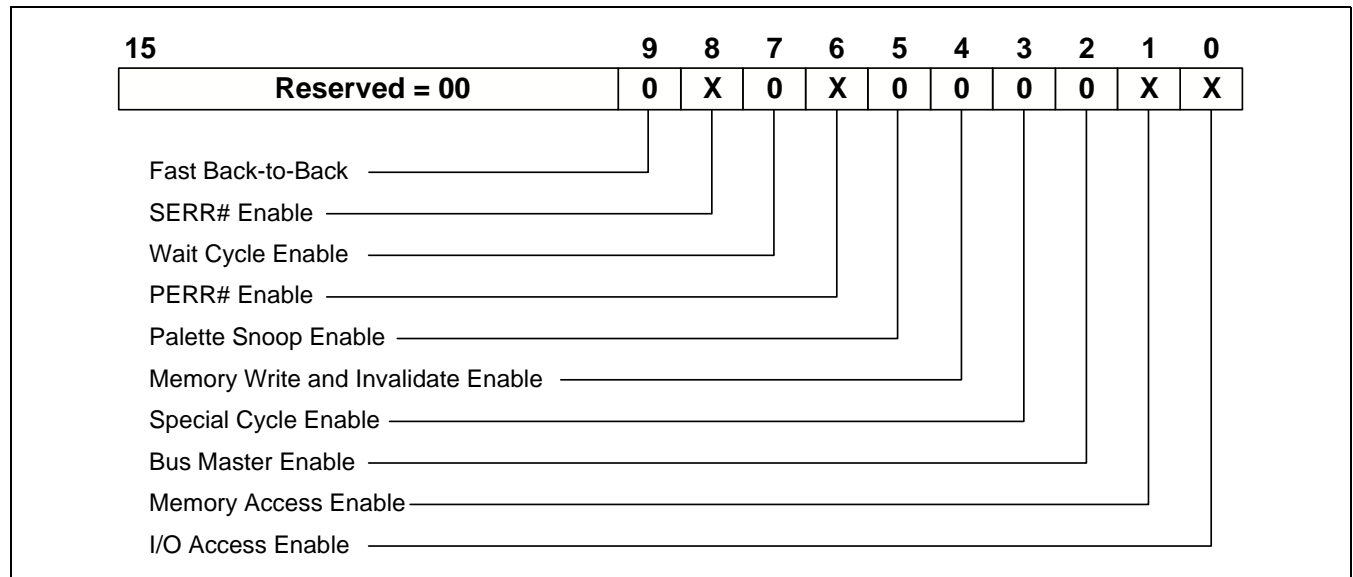 15 9 8 7 6 5 4 3 2 1 0
Reserved = 00 0 X 0 X 0 0 0 0 X X
Fast Back-to-Back
SERR# Enable
Wait Cycle Enable
PERR# Enable
Palette Snoop Enable
Memory Write and Invalidate Enable
Special Cycle Enable
Bus Master Enable
Memory Access Enable
I/O Access Enable